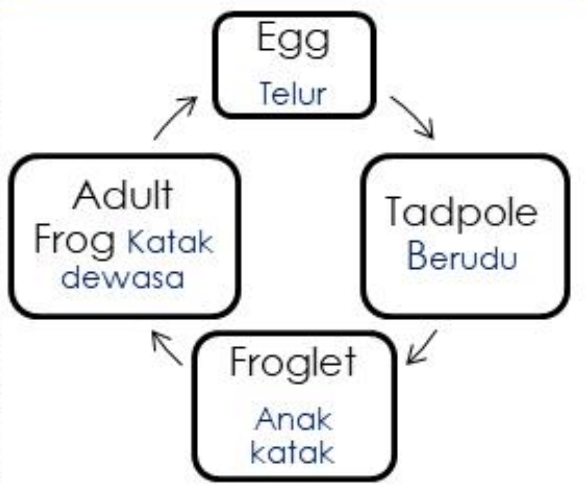 Egg
Telur
Tadpole
Berudu
Froglet
Anak
katak
Adult
Frog Katak
dewasa